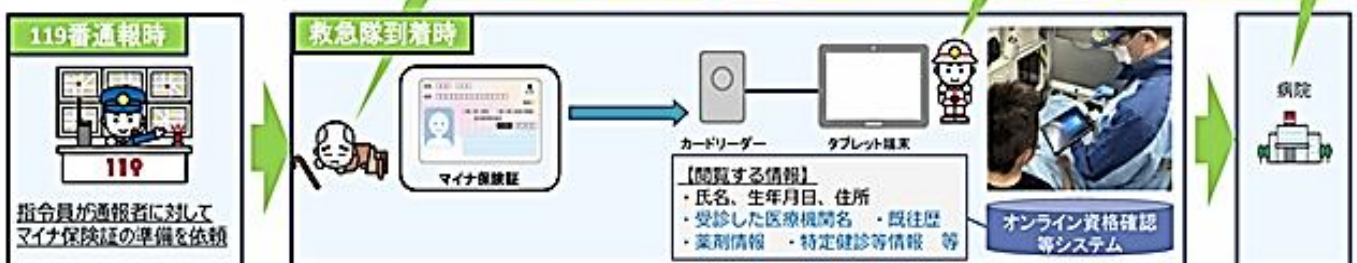 119番通報時
119
指令員が通報者に対して
マイナ保険証の準備を依頼
救急隊到着時
マイナ保険証
カードリーダー
タブレット端末
【閲覧する情報】
・氏名、生年月日、住所
・受診した医療機関名 ・既往歴
・薬剤情報 ・特定健診等情報 等
オンライン資格確認
等システム
病院